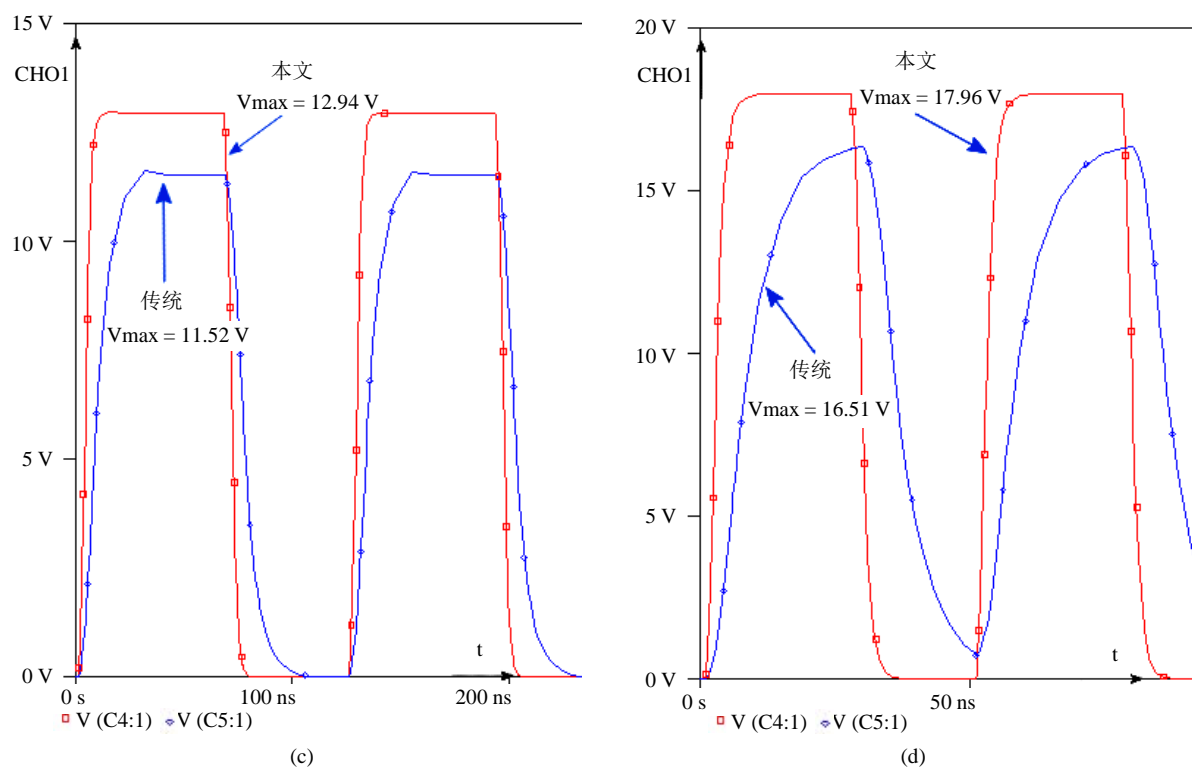 15 V
CHO1
本文
Vmax = 12.94 V
10 V
传统
Vmax = 11.52 V
5 V
0 V
t
0 s
100 ns
200 ns
V (C4:1) V (C5:1)
(c)
20 V
CHO1
本文
Vmax = 17.96 V
15 V
10 V
传统
Vmax = 16.51 V
5 V
0 V
t
50 ns
V (C4:1) V (C5:1)
(d)